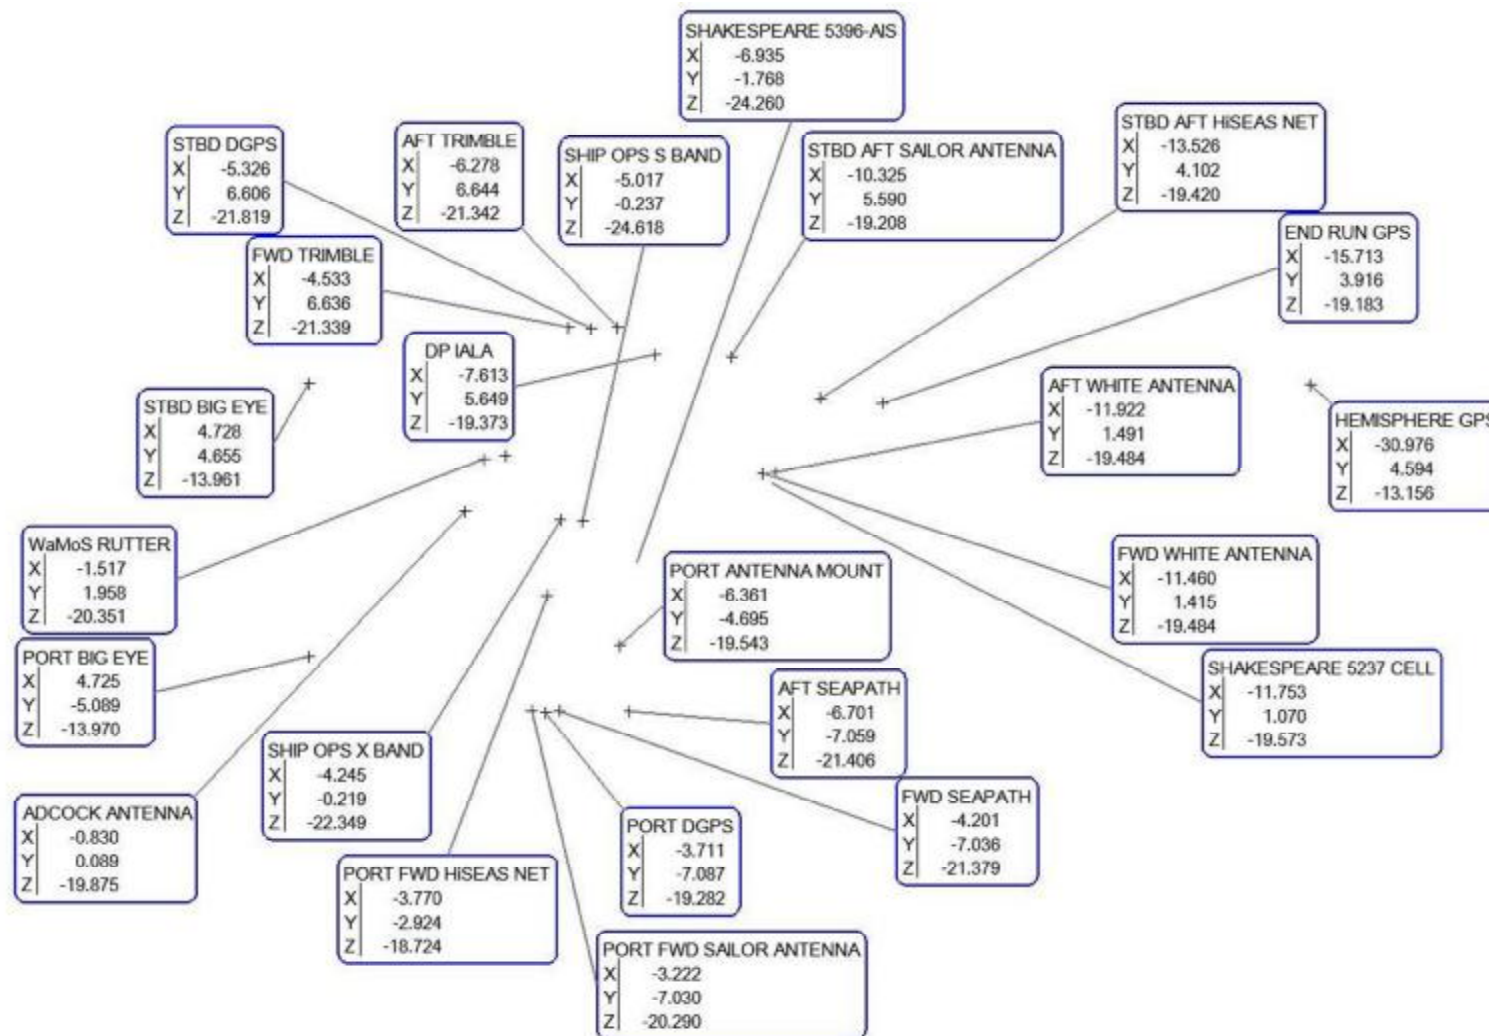 SHAKESPEARE 5396-AIS
X -6.935
Y -1.768
Z -24.260
STBD DGPS
X -5.326
Y 6.606
Z -21.819
AFT TRIMBLE
X -6.278
Y 6.644
Z -21.342
SHIP OPS S BAND
X -5.017
Y -0.237
Z -24.618
STBD AFT SAILOR ANTENNA
X -10.325
Y 5.590
Z -19.208
STBD AFT HiSEAS NET
X -13.526
Y 4.102
Z -19.420
END RUN GPS
X -15.713
Y 3.916
Z -19.183
FWD TRIMBLE
X -4.533
Y 6.636
Z -21.339
DP IALA
X -7.613
Y 5.649
Z -19.373
STBD BIG EYE
X 4.728
Y 4.655
Z -13.961
AFT WHITE ANTENNA
X -11.922
Y 1.491
Z -19.484
HEMISPHERE GPS
X -30.976
Y 4.594
Z -13.156
WaMoS RUTTER
X -1.517
Y 1.958
Z -20.351
FWD WHITE ANTENNA
X -11.460
Y 1.415
Z -19.484
PORT ANTENNA MOUNT
X -6.361
Y -4.695
Z -19.543
PORT BIG EYE
X 4.725
Y -5.089
Z -13.970
SHAKESPEARE 5237 CELL
X -11.753
Y 1.070
Z -19.573
AFT SEAPATH
X -6.701
Y -7.059
Z -21.406
SHIP OPS X BAND
X -4.245
Y -0.219
Z -22.349
FWD SEAPATH
X -4.201
Y -7.036
Z -21.379
ADCOCK ANTENNA
X -0.830
Y 0.089
Z -19.875
PORT DGPS
X -3.711
Y -7.087
Z -19.282
PORT FWD HiSEAS NET
X -3.770
Y -2.924
Z -18.724
PORT FWD SAILOR ANTENNA
X -3.222
Y -7.030
Z -20.290